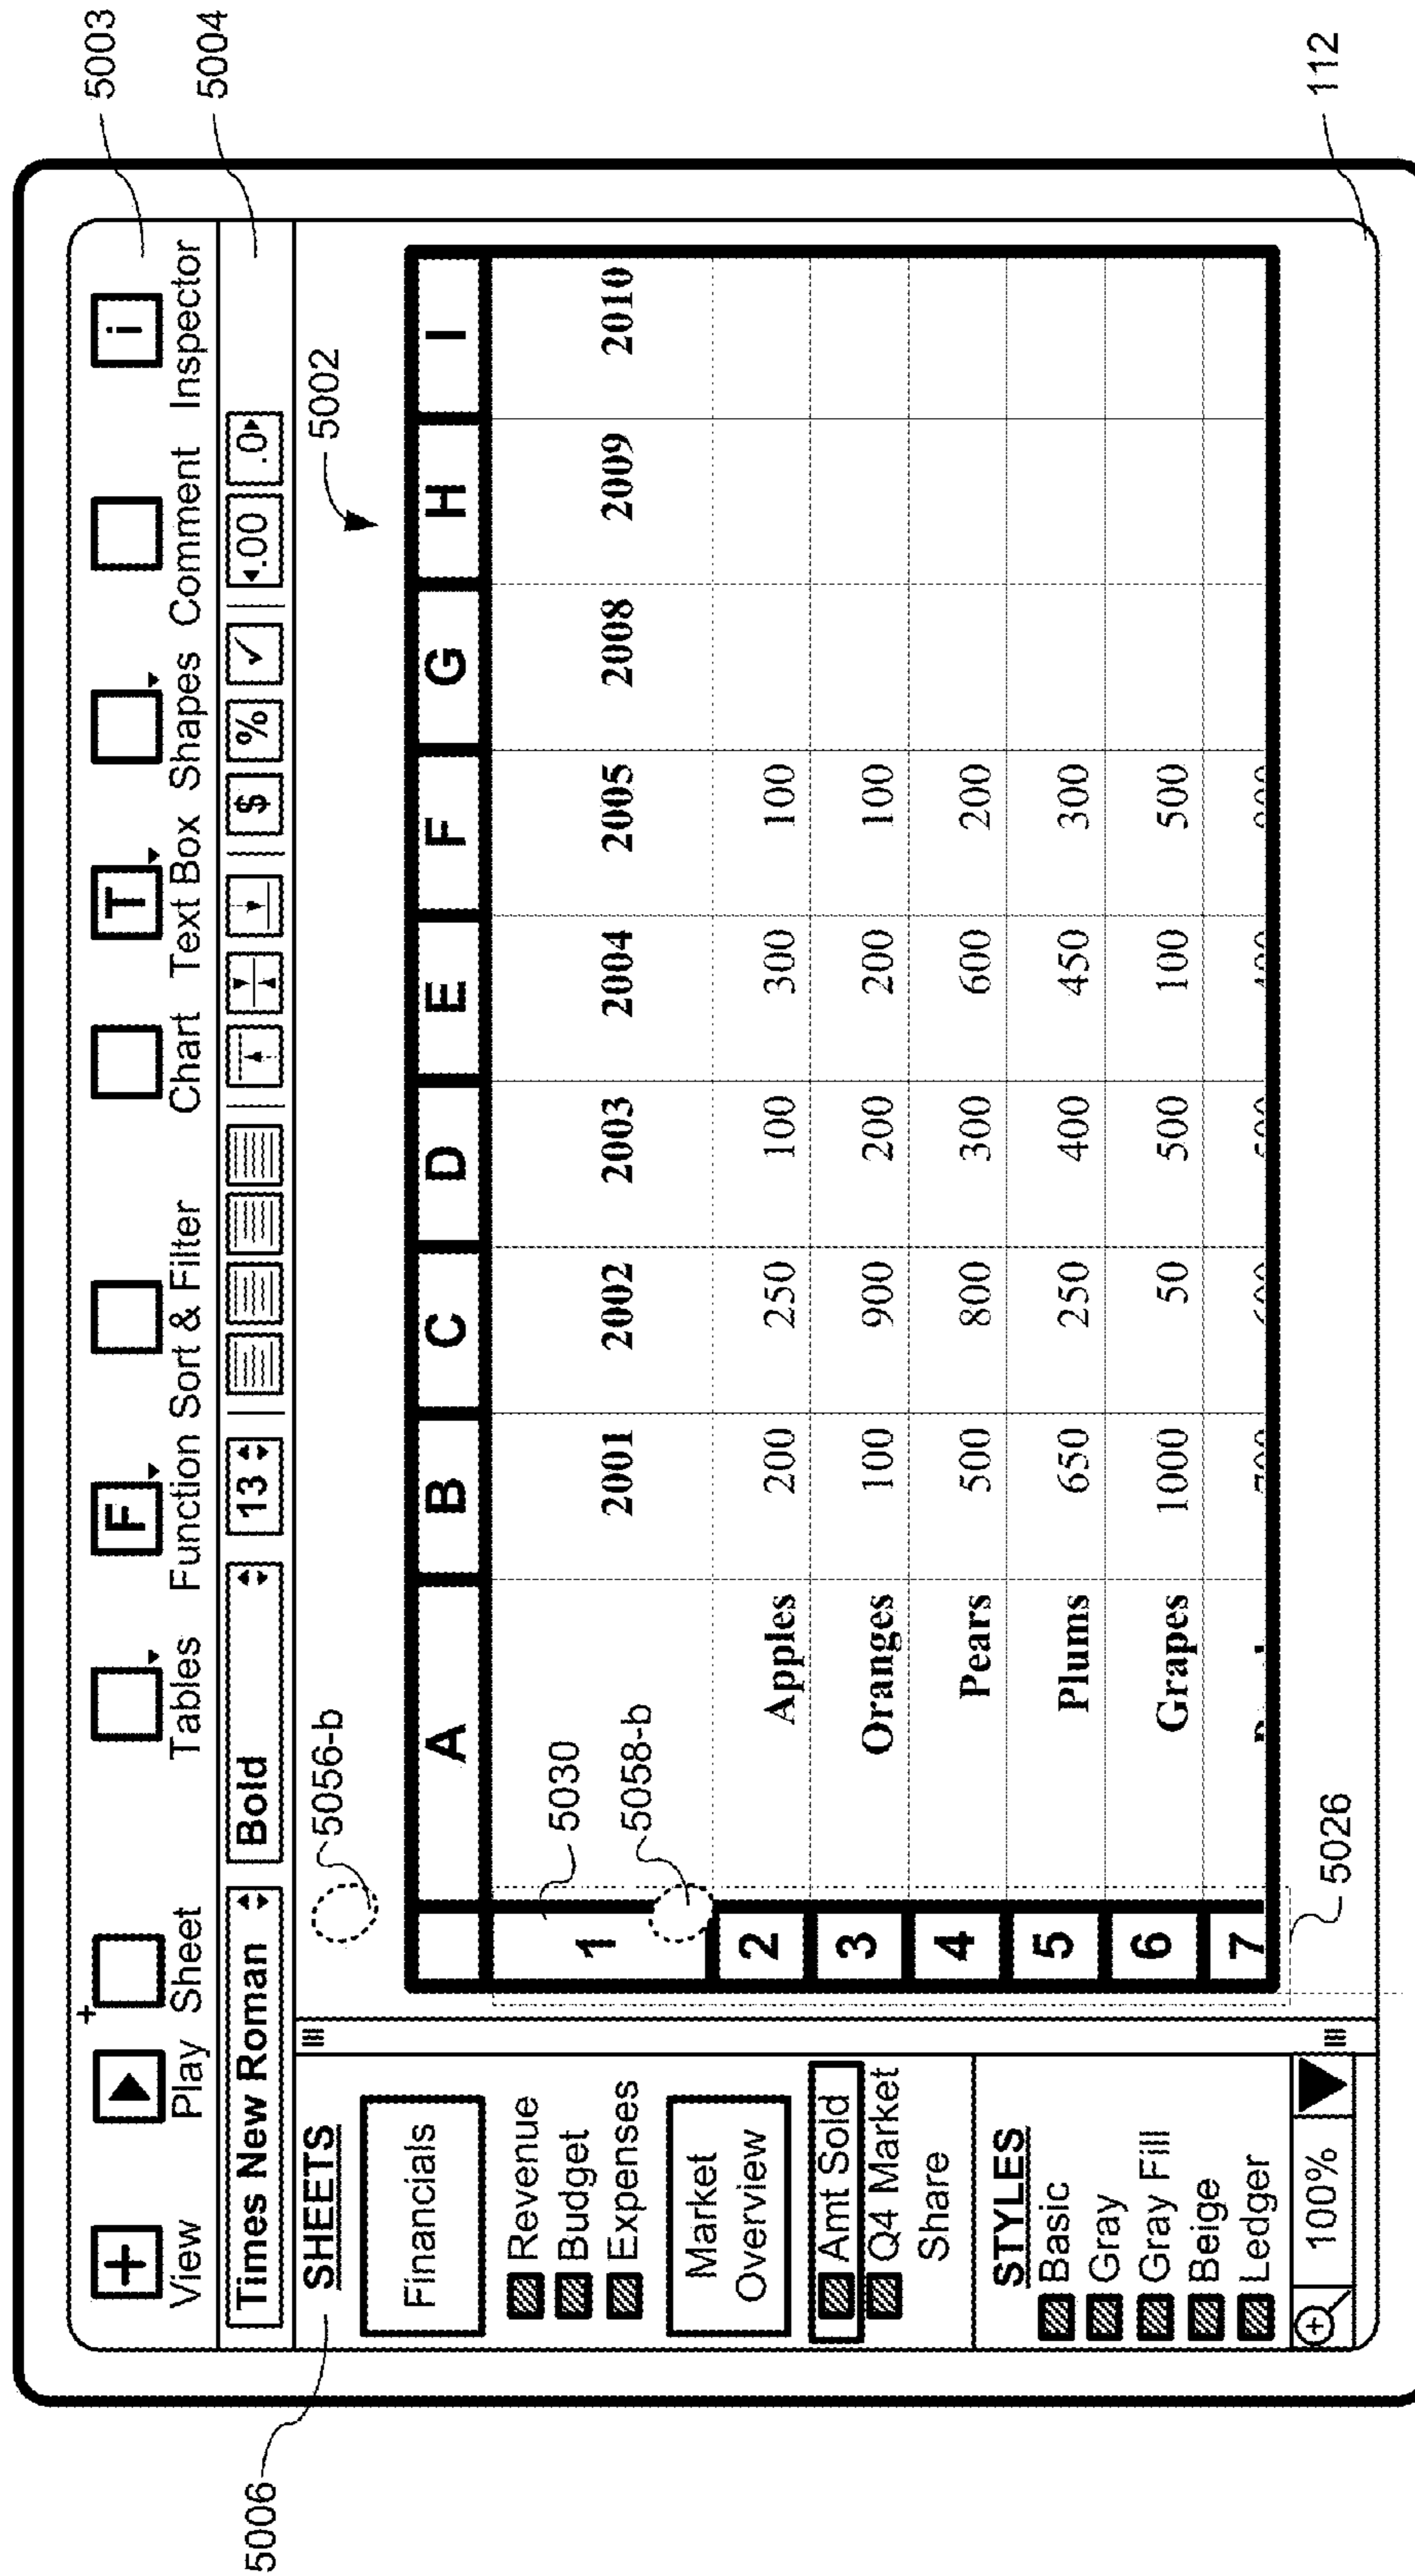 5003
5004
View Play Sheet Tables Function Sort & Filter Chart Text Box Shapes Comment Inspector
+ F T i
Times New Roman Bold 13 $ % ✓ .00 .0
5006
SHEETS
Financials
Revenue
Budget
Expenses
Market
Overview
Amt Sold
Q4 Market
Share
STYLES
Basic
Gray
Gray Fill
Beige
Ledger
100%
5056-b
5002
A B C D E F G H I
5030
5058-b
1 2001 2002 2003 2004 2005 2008 2009 2010
2 Apples 200 250 100 300 100
3 Oranges 100 900 200 200 100
4 Pears 500 800 300 600 200
5 Plums 650 250 400 450 300
6 Grapes 1000 50 500 100 500
7
5026
112